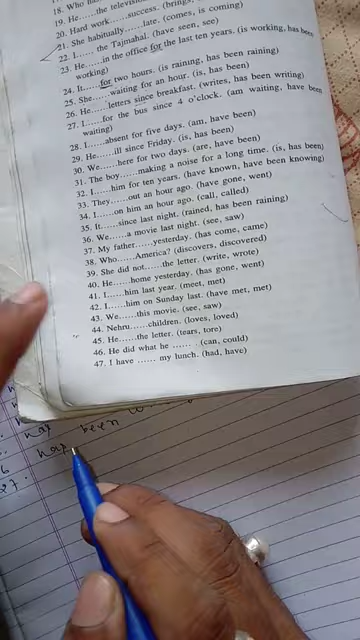 18. Who
19. He......the television
20. Hard work......success. (brings,
21. She habitually......late. (comes, is coming)
22. I......the Tajmahal. (have seen, see)
23. He......in the office for the last ten years. (is working, has been working)
24. It......for two hours. (is raining, has been raining)
25. She......waiting for an hour. (is, has been)
26. He......letters since breakfast. (writes, has been writing)
27. I......for the bus since 4 o'clock. (am waiting, have been waiting)
28. I......absent for five days. (am, have been)
29. He......ill since Friday. (is, has been)
30. We......here for two days. (are, have been)
31. The boy......making a noise for a long time. (is, has been)
32. I......him for ten years. (have known, have been knowing)
33. They......out an hour ago. (have gone, went)
34. I......on him an hour ago. (call, called)
35. It......since last night. (rained, has been raining)
36. We......a movie last night. (see, saw)
37. My father......yesterday. (has come, came)
38. Who......America? (discovers, discovered)
39. She did not......the letter. (write, wrote)
40. He......home yesterday. (has gone, went)
41. I......him last year. (meet, met)
42. I......him on Sunday last. (have met, met)
43. We......this movie. (see, saw)
44. Nehru......children. (loves, loved)
45. He......the letter. (tears, tore)
46. He did what he ...... . (can, could)
47. I have ...... my lunch. (had, have)
has been
27. has